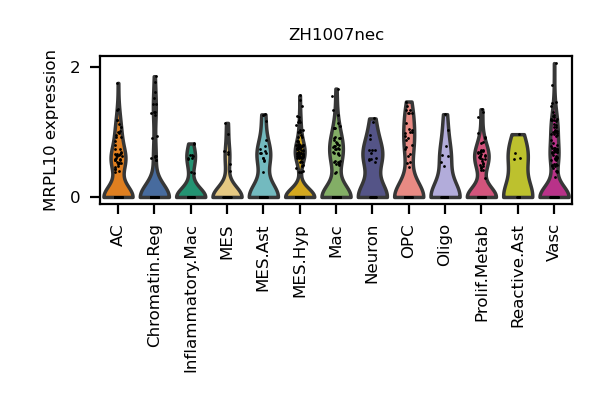 ZH1007nec
MRPL10 expression
2
0
AC
Chromatin.Reg
Inflammatory.Mac
MES
MES.Ast
MES.Hyp
Mac
Neuron
OPC
Oligo
Prolif.Metab
Reactive.Ast
Vasc